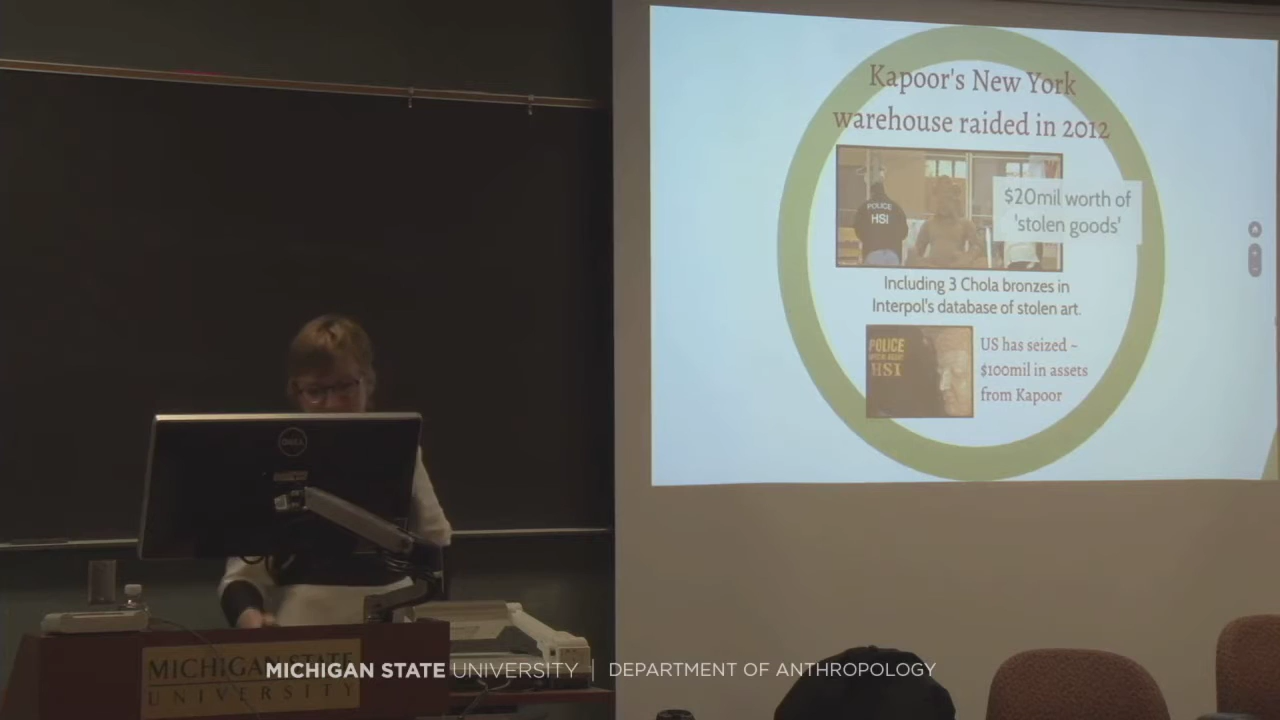 Kapoor's New York
warehouse raided in 2012
POLICE
HSI
$20mil worth of
'stolen goods'
Including 3 Chola bronzes in
Interpol's database of stolen art.
POLICE
SPECIAL AGENT
HSI
US has seized ~
$100mil in assets
from Kapoor
DELL
MICHIGAN STATE
UNIVERSITY
MICHIGAN STATE UNIVERSITY | DEPARTMENT OF ANTHROPOLOGY